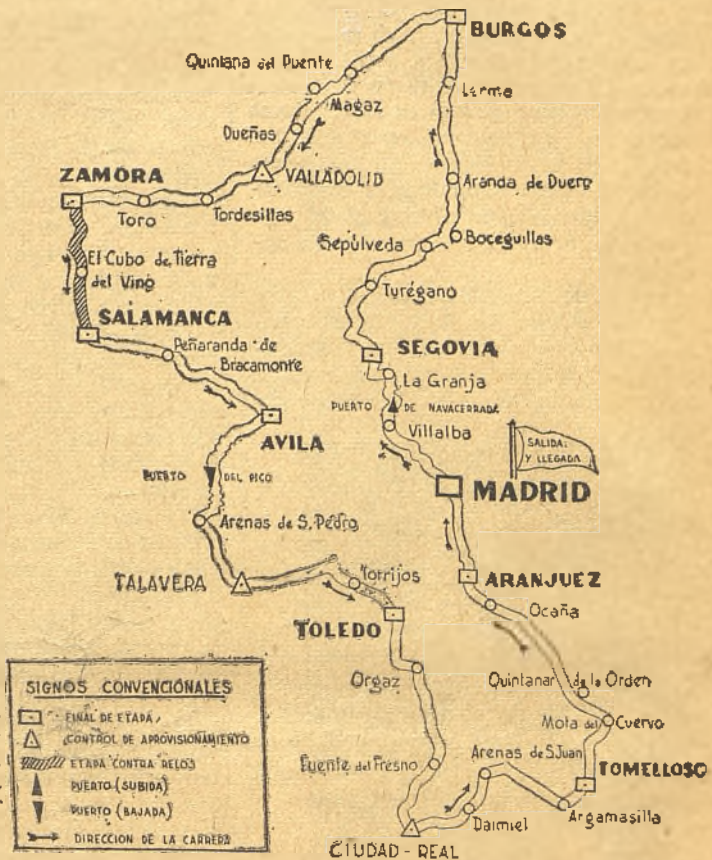 BURGOS
Quintana del Puente
Lerma
Magaz
Dueñas
ZAMORA
VALLADOLID
Aranda de Duero
Toro
Tordesillas
Sepúlveda
Boceguillas
El Cubo de Tierra
del Vino
Turégano
SALAMANCA
Peñaranda de
Bracamonte
SEGOVIA
La Granja
PUERTO DE NAVACERRADA
AVILA
Villalba
SALIDA
Y LLEGADA
PUERTO DEL PICO
MADRID
Arenas de S. Pedro
TALAVERA
Torrijos
ARANJUEZ
Ocaña
TOLEDO
Orgaz
Quintanar de la Orden
Mota del Cuervo
Arenas de S. Juan
Fuente del Fresno
TOMELLOSO
Daimiel
Argamasilla
CIUDAD-REAL
SIGNOS CONVENCIONALES
FINAL DE ETAPA
CONTROL DE APROVISIONAMIENTO
ETAPA CONTRA RELOJ
PUERTO (SUBIDA)
PUERTO (BAJADA)
DIRECCION DE LA CARRERA